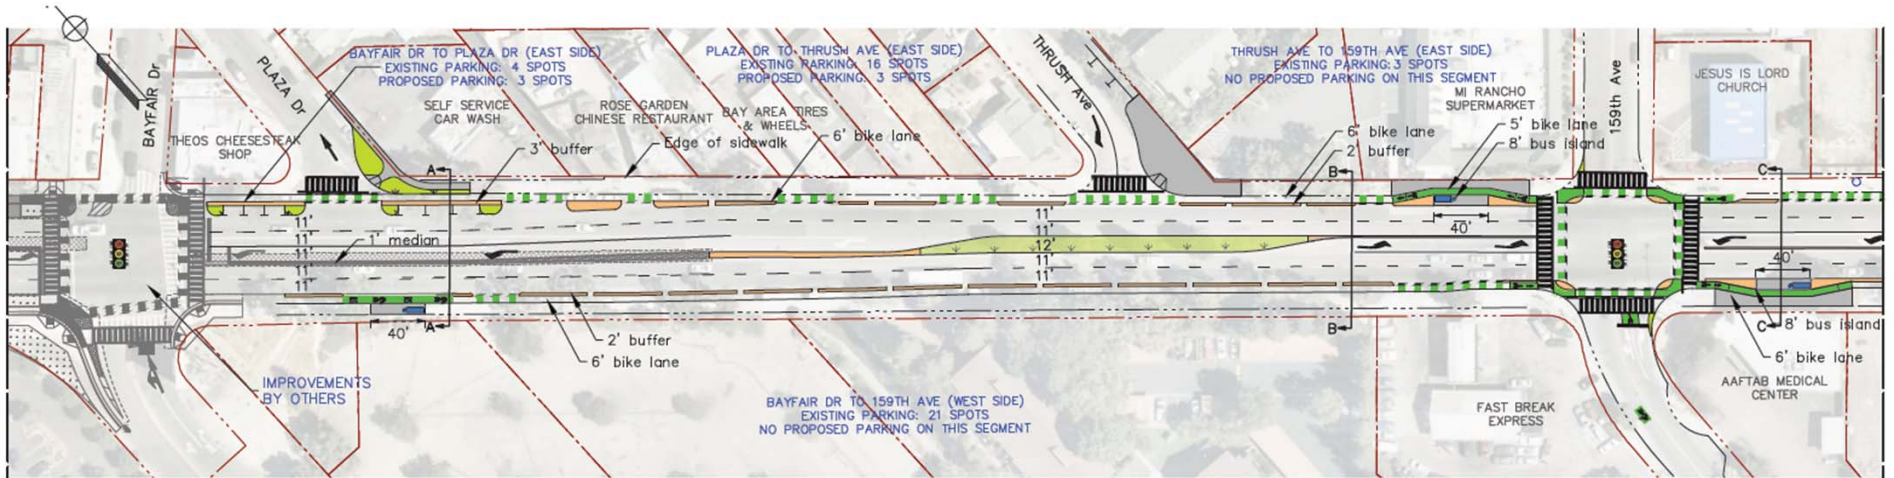 BAYFAIR Dr
PLAZA Dr
BAYFAIR DR TO PLAZA DR (EAST SIDE)
EXISTING PARKING: 4 SPOTS
PROPOSED PARKING: 3 SPOTS
PLAZA DR TO THRUSH AVE (EAST SIDE)
EXISTING PARKING: 16 SPOTS
PROPOSED PARKING: 3 SPOTS
THRUSH Ave
THRUSH AVE TO 159TH AVE (EAST SIDE)
EXISTING PARKING: 3 SPOTS
NO PROPOSED PARKING ON THIS SEGMENT
159th Ave
THEOS CHEESESTEAK
SHOP
SELF SERVICE
CAR WASH
ROSE GARDEN
CHINESE RESTAURANT
BAY AREA TIRES
& WHEELS
MI RANCHO
SUPERMARKET
JESUS IS LORD
CHURCH
3' buffer
Edge of sidewalk
6' bike lane
6' bike lane
2' buffer
5' bike lane
8' bus island
A
B
C
11'
11'
1' median
11'
11'
11'
11'
12'
11'
11'
40'
40'
40'
A
B
C
2' buffer
6' bike lane
8' bus island
6' bike lane
IMPROVEMENTS
BY OTHERS
BAYFAIR DR TO 159TH AVE (WEST SIDE)
EXISTING PARKING: 21 SPOTS
NO PROPOSED PARKING ON THIS SEGMENT
FAST BREAK
EXPRESS
AAFTAB MEDICAL
CENTER